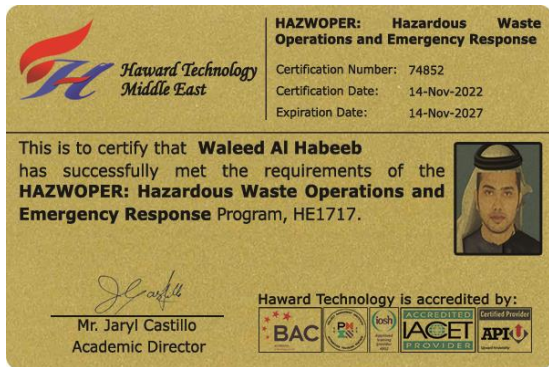 Haward Technology
Middle East
HAZWOPER: Hazardous Waste
Operations and Emergency Response
Certification Number: 74852
Certification Date: 14-Nov-2022
Expiration Date: 14-Nov-2027
This is to certify that Waleed Al Habeeb
has successfully met the requirements of the
HAZWOPER: Hazardous Waste Operations and
Emergency Response Program, HE1717.
Mr. Jaryl Castillo
Academic Director
Haward Technology is accredited by:
BAC
iosh
ACCREDITED
IACET
PROVIDER
Certified Provider
API